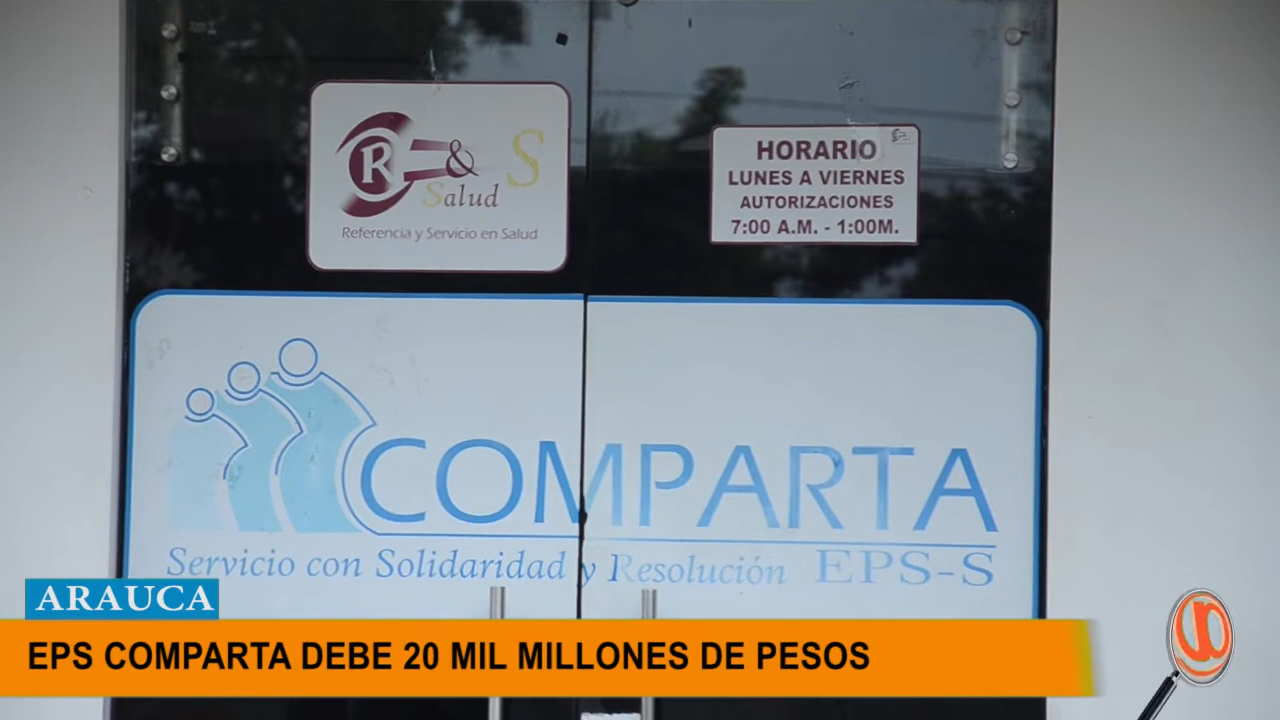 R & S
Salud
Referencia y Servicio en Salud
HORARIO
LUNES A VIERNES
AUTORIZACIONES
7:00 A.M. - 1:00M.
COMPARTA
Servicio con Solidaridad y Resolución EPS-S
ARAUCA
EPS COMPARTA DEBE 20 MIL MILLONES DE PESOS